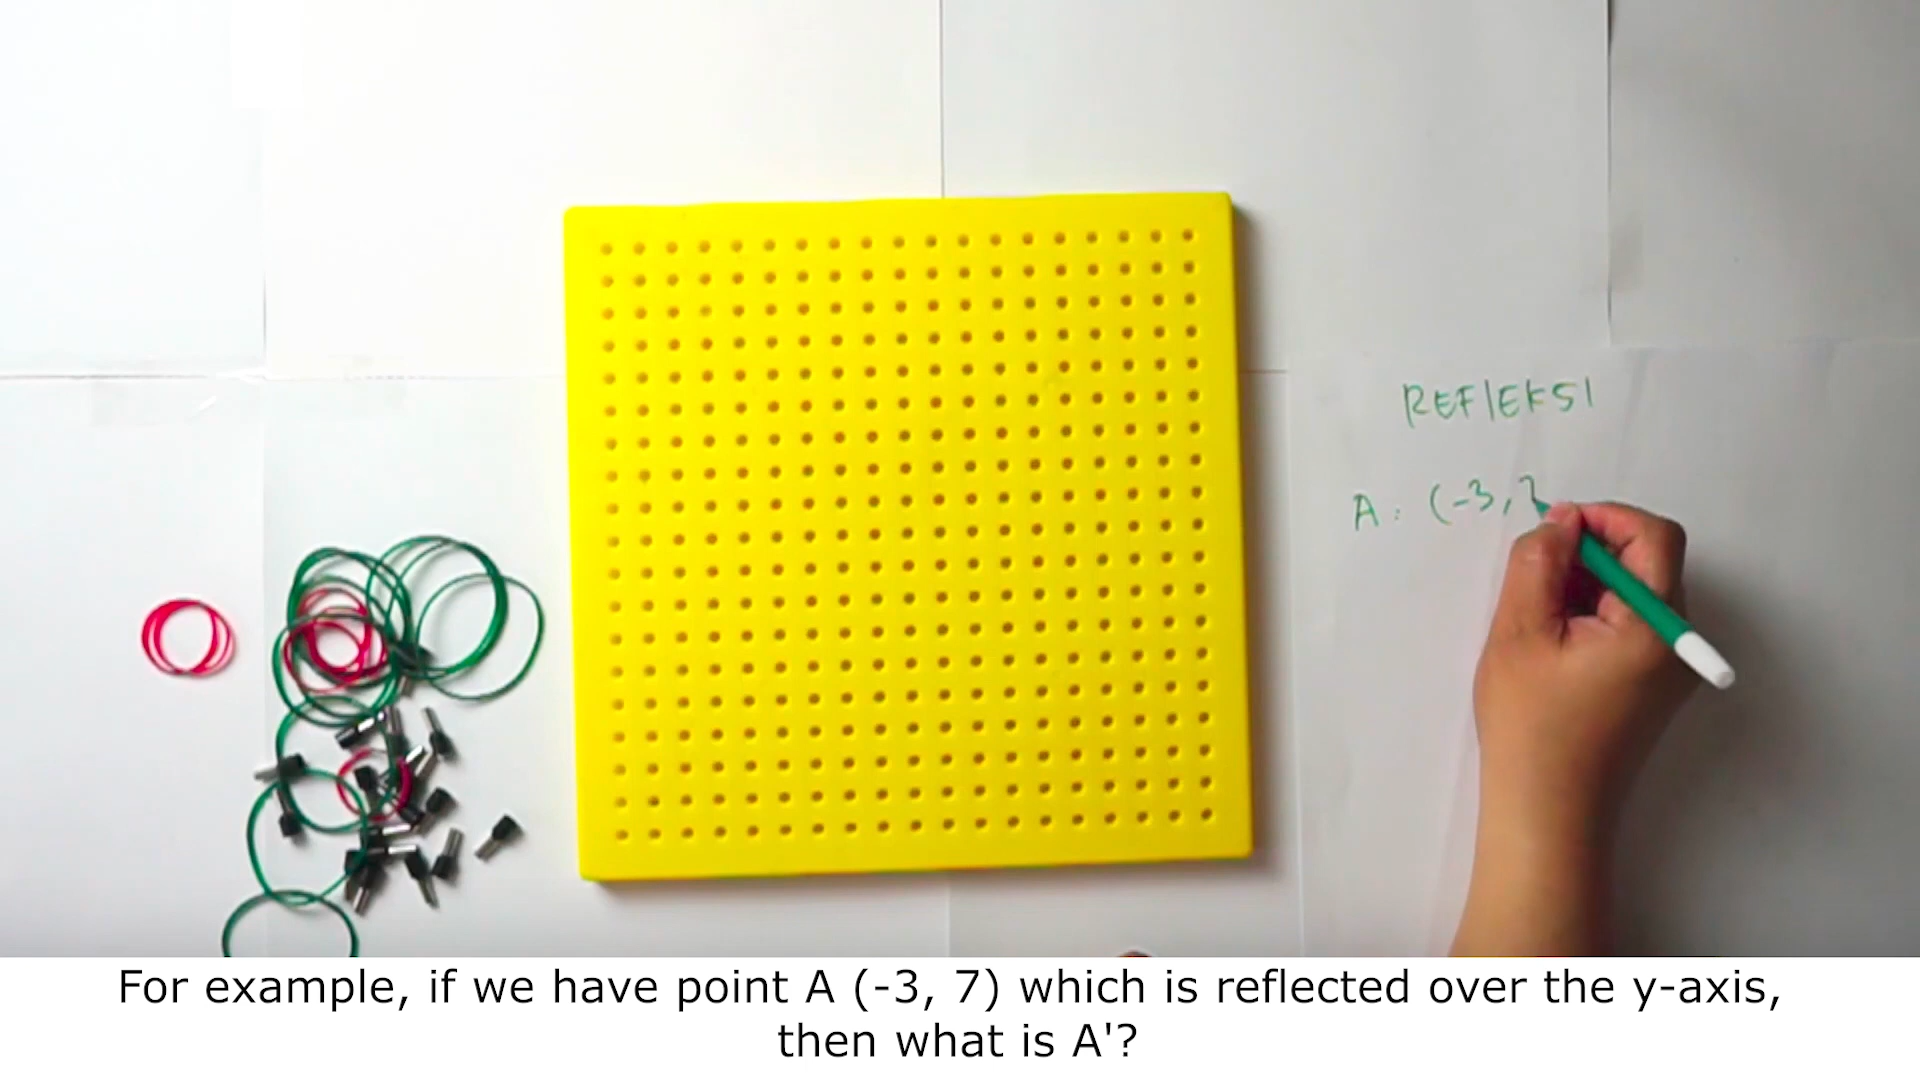 REFlEKSI
A: (-3, 7
For example, if we have point A (-3, 7) which is reflected over the y-axis,
then what is A'?